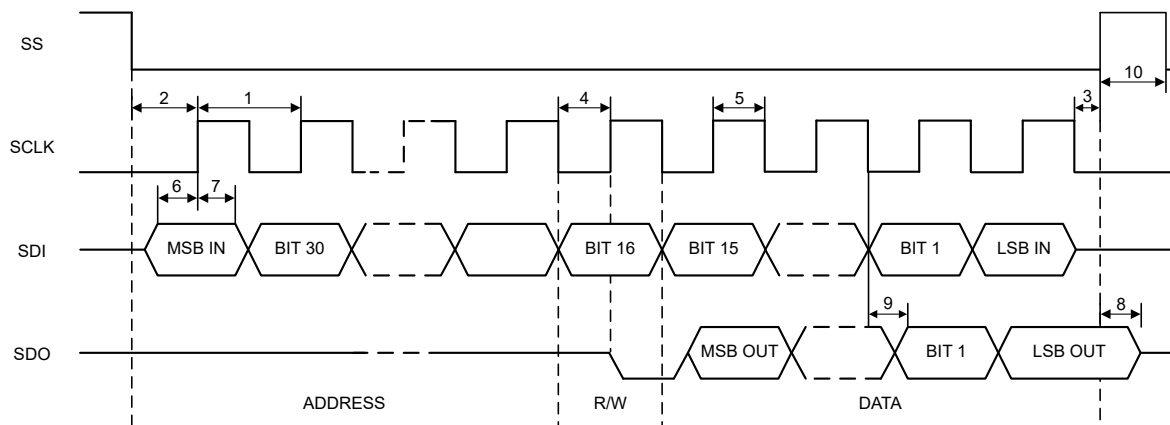 SS
10
2
1
4
5
3
SCLK
6
7
SDI
MSB IN
BIT 30
BIT 16
BIT 15
BIT 1
LSB IN
9
8
SDO
MSB OUT
BIT 1
LSB OUT
ADDRESS
R/W
DATA